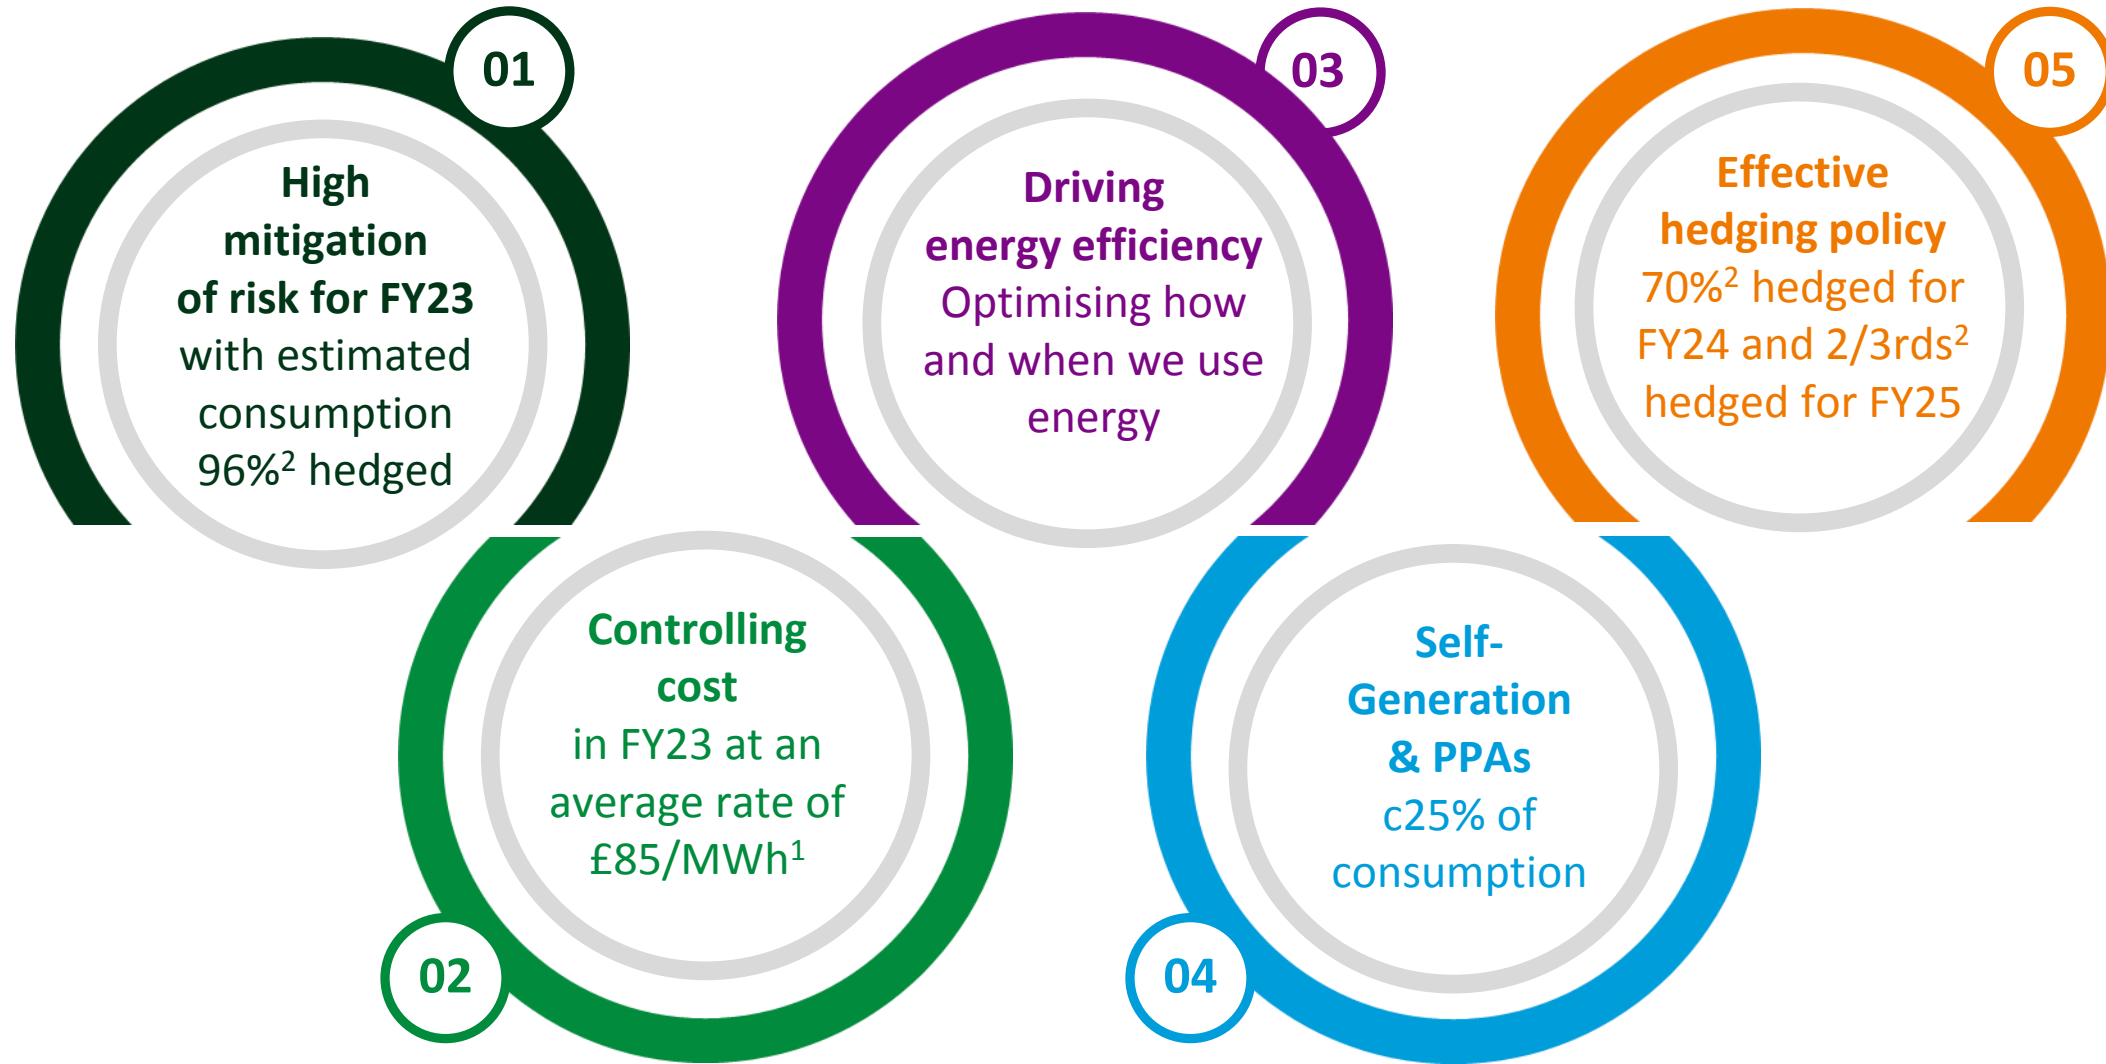 01
High
mitigation
of risk for FY23
with estimated
consumption
96%² hedged
02
Controlling
cost
in FY23 at an
average rate of
£85/MWh¹
03
Driving
energy efficiency
Optimising how
and when we use
energy
04
Self-
Generation
& PPAs
c25% of
consumption
05
Effective
hedging policy
70%² hedged for
FY24 and 2/3rds²
hedged for FY25